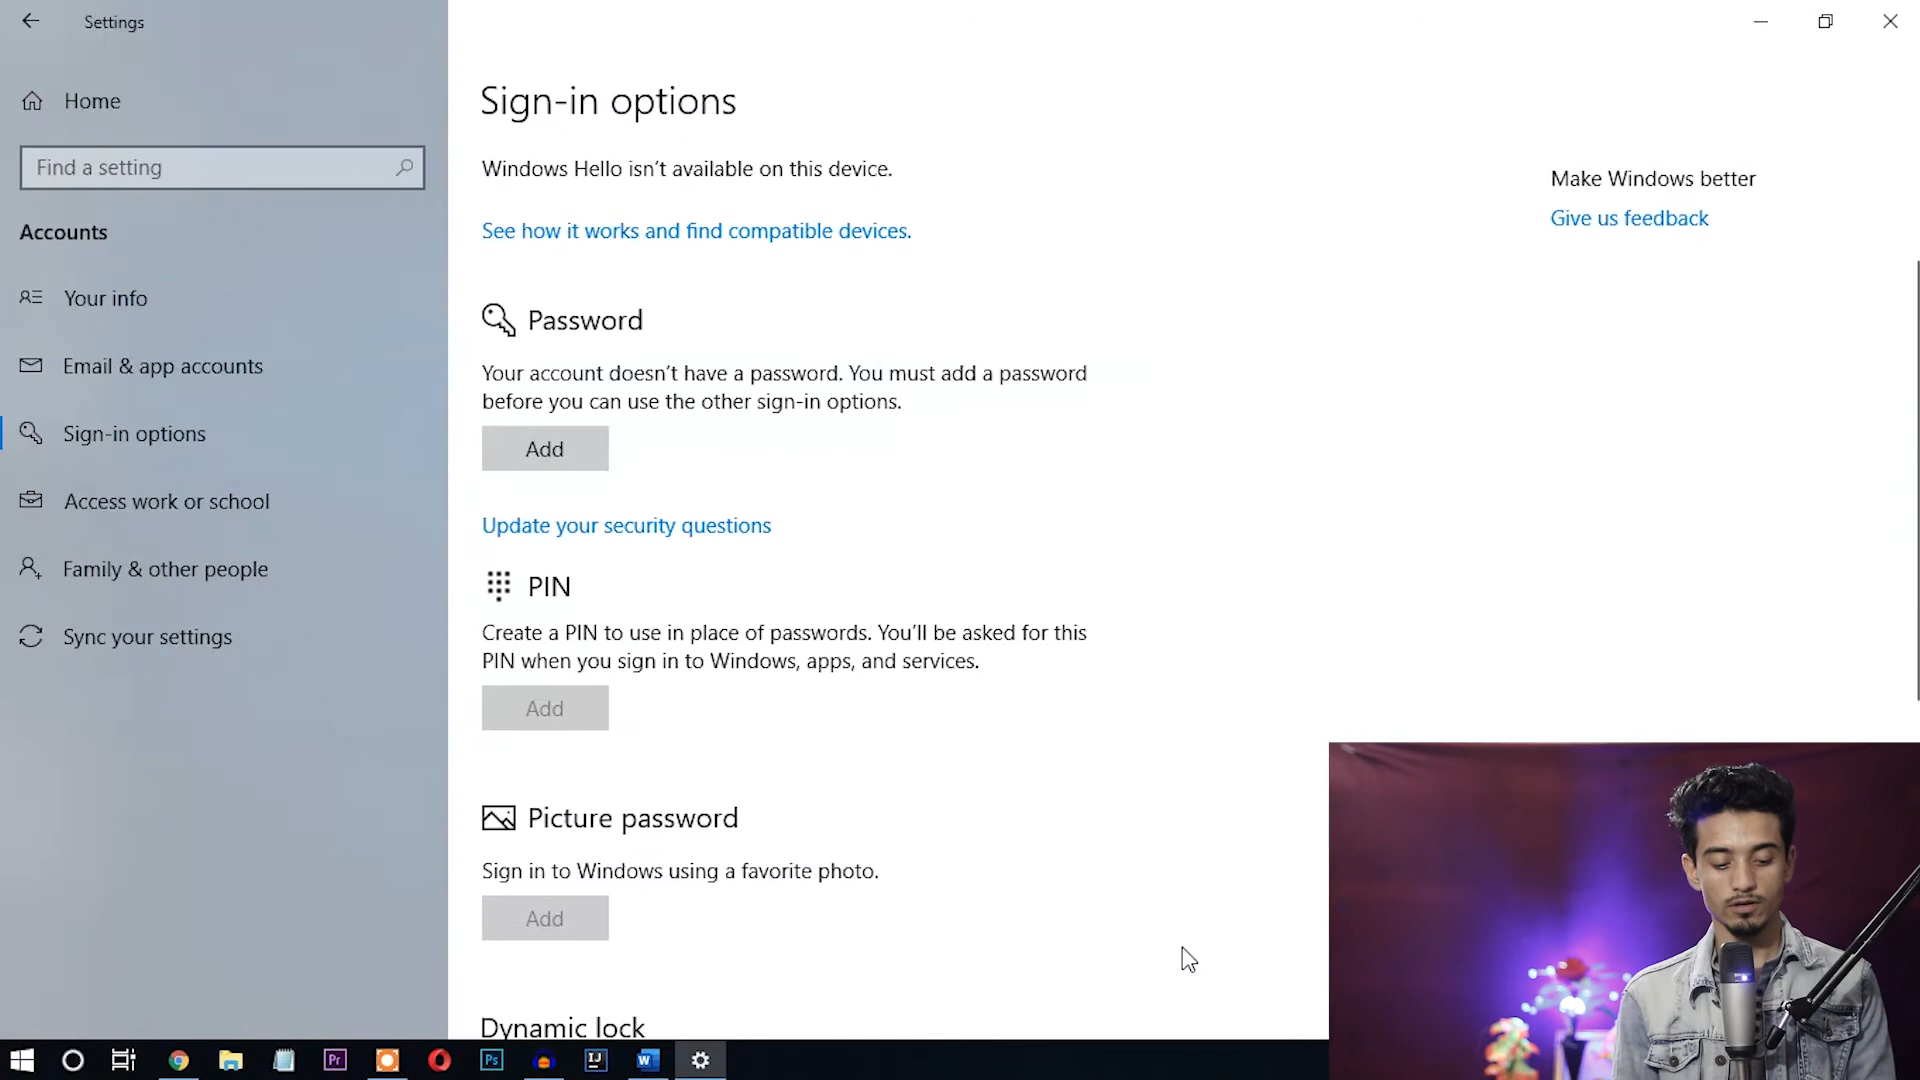 Settings
Home
Find a setting
Accounts
Your info
Email & app accounts
Sign-in options
Access work or school
Family & other people
Sync your settings
Sign-in options
Windows Hello isn't available on this device.
See how it works and find compatible devices.
Password
Your account doesn't have a password. You must add a password
before you can use the other sign-in options.
Add
Update your security questions
PIN
Create a PIN to use in place of passwords. You'll be asked for this
PIN when you sign in to Windows, apps, and services.
Add
Picture password
Sign in to Windows using a favorite photo.
Add
Dynamic lock
Make Windows better
Give us feedback
Pr
Ps
IJ
W